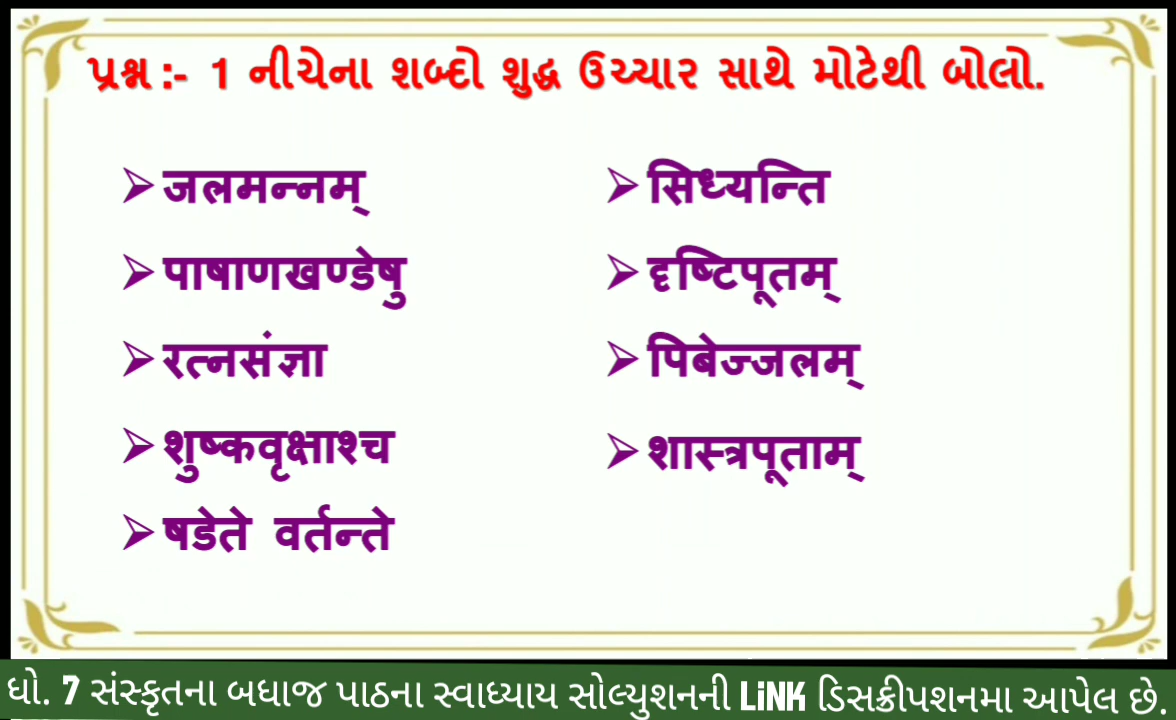 પ્રશ્ન :- 1 નીચેના શબ્દો શુદ્ધ ઉચ્ચાર સાથે મોટેથી બોલો.
➢ जलमन्नम्
➢ पाषाणखण्डेषु
➢ रत्नसंज्ञा
➢ शुष्कवृक्षाश्च
➢ षडेते वर्तन्ते
➢ सिध्यन्ति
➢ दृष्टिपूतम्
➢ पिबेज्जलम्
➢ शास्त्रपूताम्
ધો. 7 સંસ્કૃતના બધાજ પાઠના સ્વાધ્યાય સોલ્યુશનની LiNK ડિસક્રીપશનમા આપેલ છે.